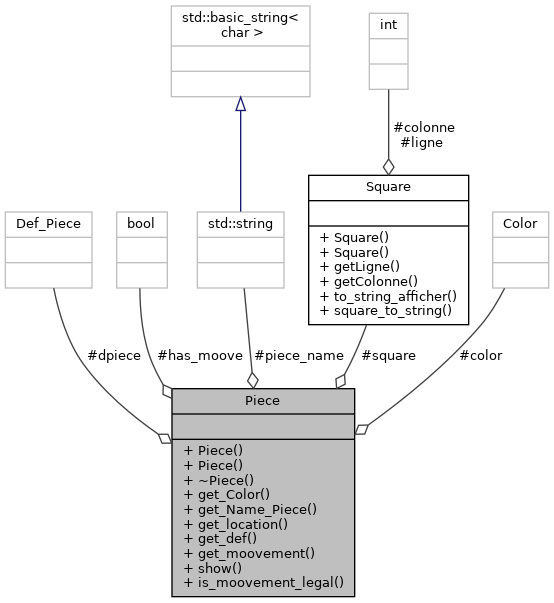 std::basic_string<
char >
int
#colonne
#ligne
Square
+ Square()
+ Square()
+ getLigne()
+ getColonne()
+ to_string_afficher()
+ square_to_string()
Def_Piece
bool
std::string
Color
#dpiece
#has_moove
#piece_name
#square
#color
Piece
+ Piece()
+ Piece()
+ ~Piece()
+ get_Color()
+ get_Name_Piece()
+ get_location()
+ get_def()
+ get_moovement()
+ show()
+ is_moovement_legal()